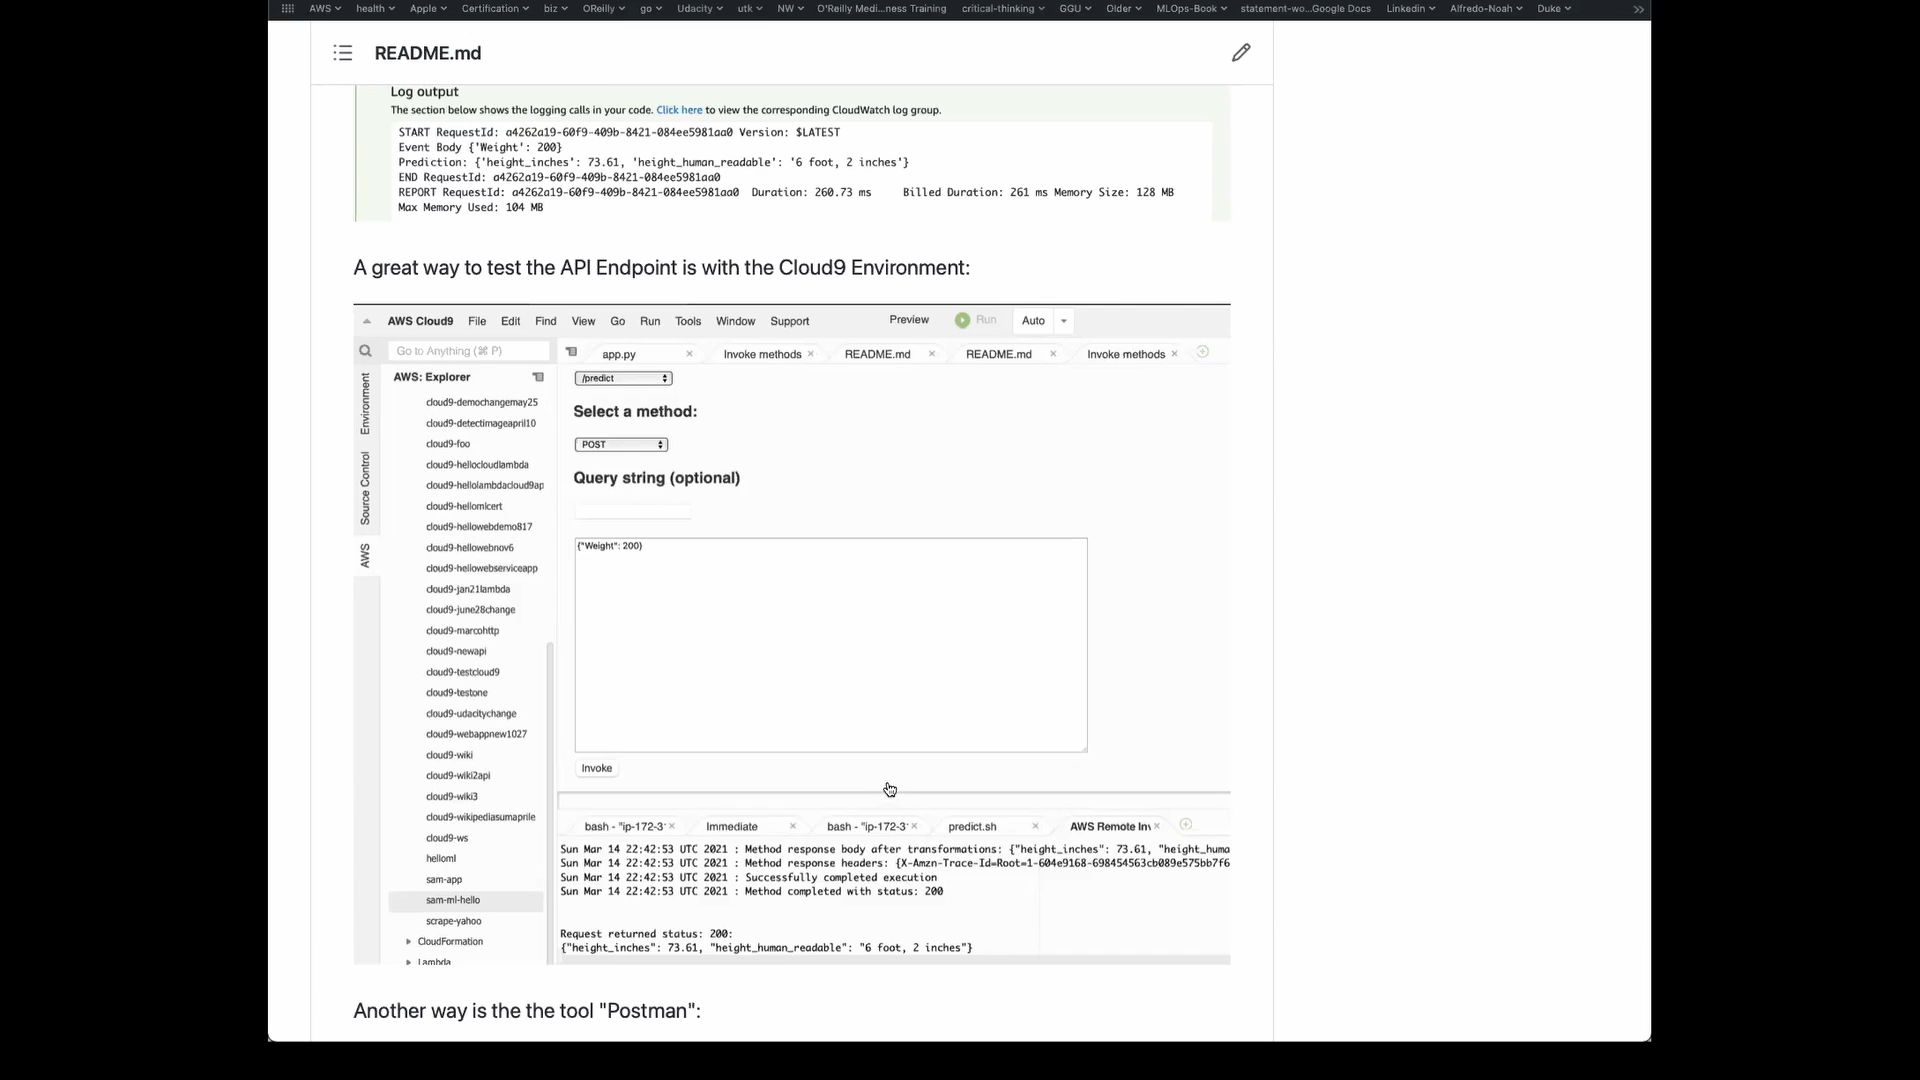 AWS health Apple Certification biz OReilly go Udacity utk NW O'Reilly Medi...ness Training critical-thinking GGU Older MLOps-Book statement-wo...Google Docs Linkedin Alfredo-Noah Duke
README.md
Log output
The section below shows the logging calls in your code. Click here to view the corresponding CloudWatch log group.
START RequestId: a4262a19-60f9-409b-8421-084ee5981aa0 Version: $LATEST
Event Body {'Weight': 200}
Prediction: {'height_inches': 73.61, 'height_human_readable': '6 foot, 2 inches'}
END RequestId: a4262a19-60f9-409b-8421-084ee5981aa0
REPORT RequestId: a4262a19-60f9-409b-8421-084ee5981aa0 Duration: 260.73 ms Billed Duration: 261 ms Memory Size: 128 MB
Max Memory Used: 104 MB
A great way to test the API Endpoint is with the Cloud9 Environment:
AWS Cloud9 File Edit Find View Go Run Tools Window Support Preview Run Auto
Go to Anything (⌘ P)
app.py Invoke methods README.md README.md Invoke methods
Environment
Source Control
AWS
AWS: Explorer
cloud9-demochangemay25
cloud9-detectimageapril10
cloud9-foo
cloud9-hellocloudlambda
cloud9-hellolambdacloud9ap
cloud9-hellomlcert
cloud9-hellowebdemo817
cloud9-hellowebnov6
cloud9-hellowebserviceapp
cloud9-jan21lambda
cloud9-june28change
cloud9-marcohttp
cloud9-newapi
cloud9-testcloud9
cloud9-testone
cloud9-udacitychange
cloud9-webappnew1027
cloud9-wiki
cloud9-wiki2api
cloud9-wiki3
cloud9-wikipediasumaprile
cloud9-ws
helloml
sam-app
sam-ml-hello
scrape-yahoo
CloudFormation
Lambda
/predict
Select a method:
POST
Query string (optional)
{"Weight": 200}
Invoke
bash - "ip-172-3 Immediate bash - "ip-172-3 predict.sh AWS Remote Inv
Sun Mar 14 22:42:53 UTC 2021 : Method response body after transformations: {"height_inches": 73.61, "height_huma
Sun Mar 14 22:42:53 UTC 2021 : Method response headers: {X-Amzn-Trace-Id=Root=1-604e9168-698454563cb089e575bb7f6
Sun Mar 14 22:42:53 UTC 2021 : Successfully completed execution
Sun Mar 14 22:42:53 UTC 2021 : Method completed with status: 200
Request returned status: 200:
{"height_inches": 73.61, "height_human_readable": "6 foot, 2 inches"}
Another way is the the tool "Postman":